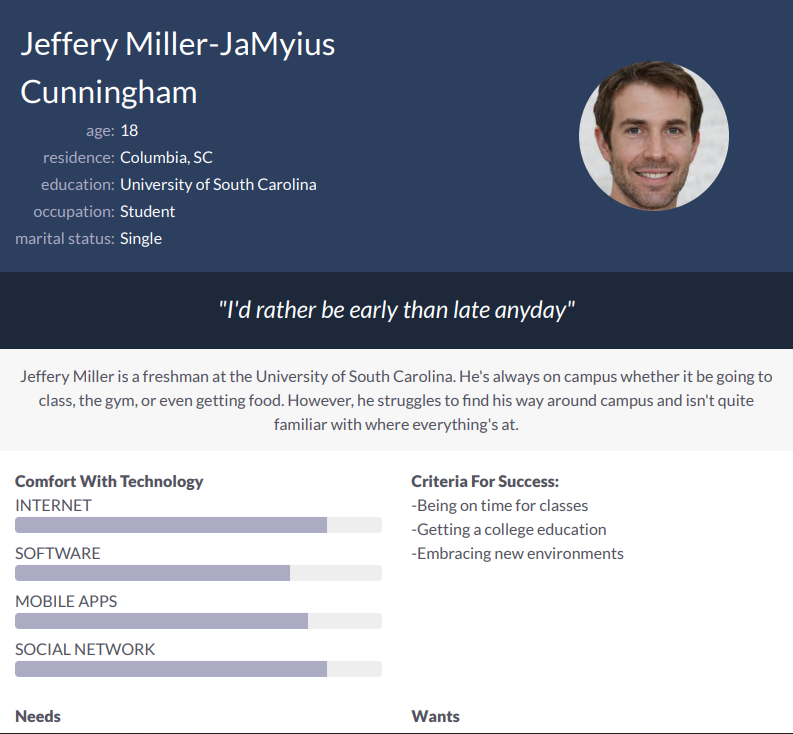 Jeffery Miller-JaMyius
Cunningham
age: 18
residence: Columbia, SC
education: University of South Carolina
occupation: Student
marital status: Single
"I'd rather be early than late anyday"
Jeffery Miller is a freshman at the University of South Carolina. He's always on campus whether it be going to
class, the gym, or even getting food. However, he struggles to find his way around campus and isn't quite
familiar with where everything's at.
Comfort With Technology
INTERNET
SOFTWARE
MOBILE APPS
SOCIAL NETWORK
Criteria For Success:
-Being on time for classes
-Getting a college education
-Embracing new environments
Needs
Wants